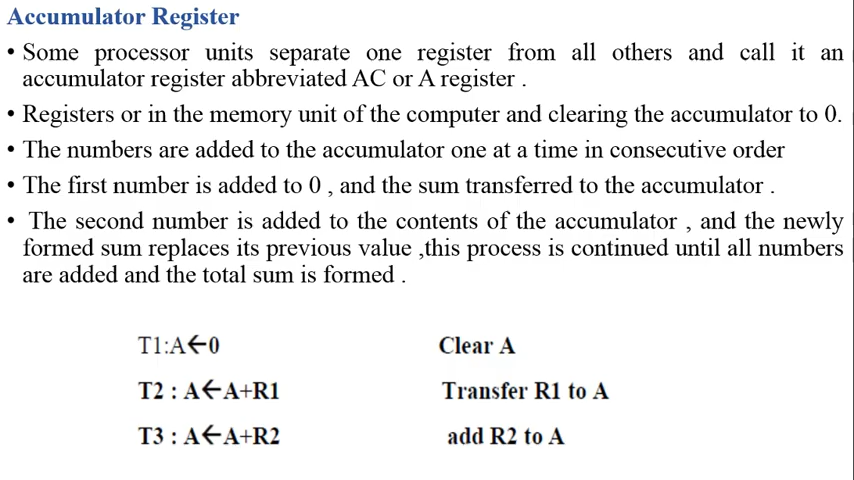 Accumulator Register
• Some processor units separate one register from all others and call it an
accumulator register abbreviated AC or A register .
• Registers or in the memory unit of the computer and clearing the accumulator to 0.
• The numbers are added to the accumulator one at a time in consecutive order
• The first number is added to 0 , and the sum transferred to the accumulator .
• The second number is added to the contents of the accumulator , and the newly
formed sum replaces its previous value ,this process is continued until all numbers
are added and the total sum is formed .
T1:A←0 Clear A
T2 : A←A+R1 Transfer R1 to A
T3 : A←A+R2 add R2 to A